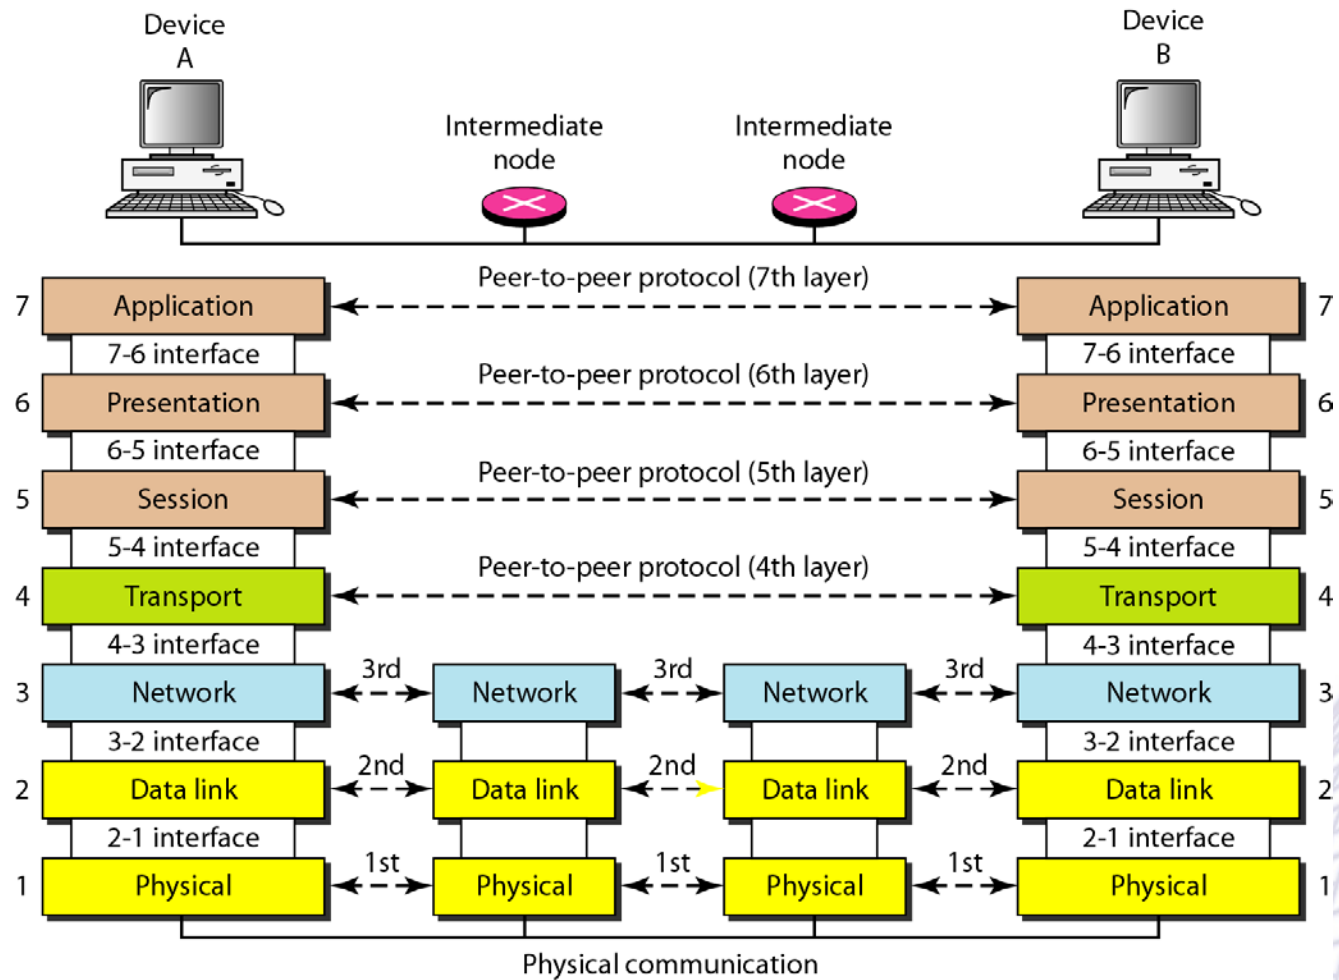 Device
A
Device
B
Intermediate
node
Intermediate
node
Peer-to-peer protocol (7th layer)
7 Application Application 7
7-6 interface 7-6 interface
Peer-to-peer protocol (6th layer)
6 Presentation Presentation 6
6-5 interface 6-5 interface
Peer-to-peer protocol (5th layer)
5 Session Session 5
5-4 interface 5-4 interface
Peer-to-peer protocol (4th layer)
4 Transport Transport 4
4-3 interface 4-3 interface
3rd 3rd 3rd
3 Network Network Network Network 3
3-2 interface 3-2 interface
2nd 2nd 2nd
2 Data link Data link Data link Data link 2
2-1 interface 2-1 interface
1st 1st 1st
1 Physical Physical Physical Physical 1
Physical communication